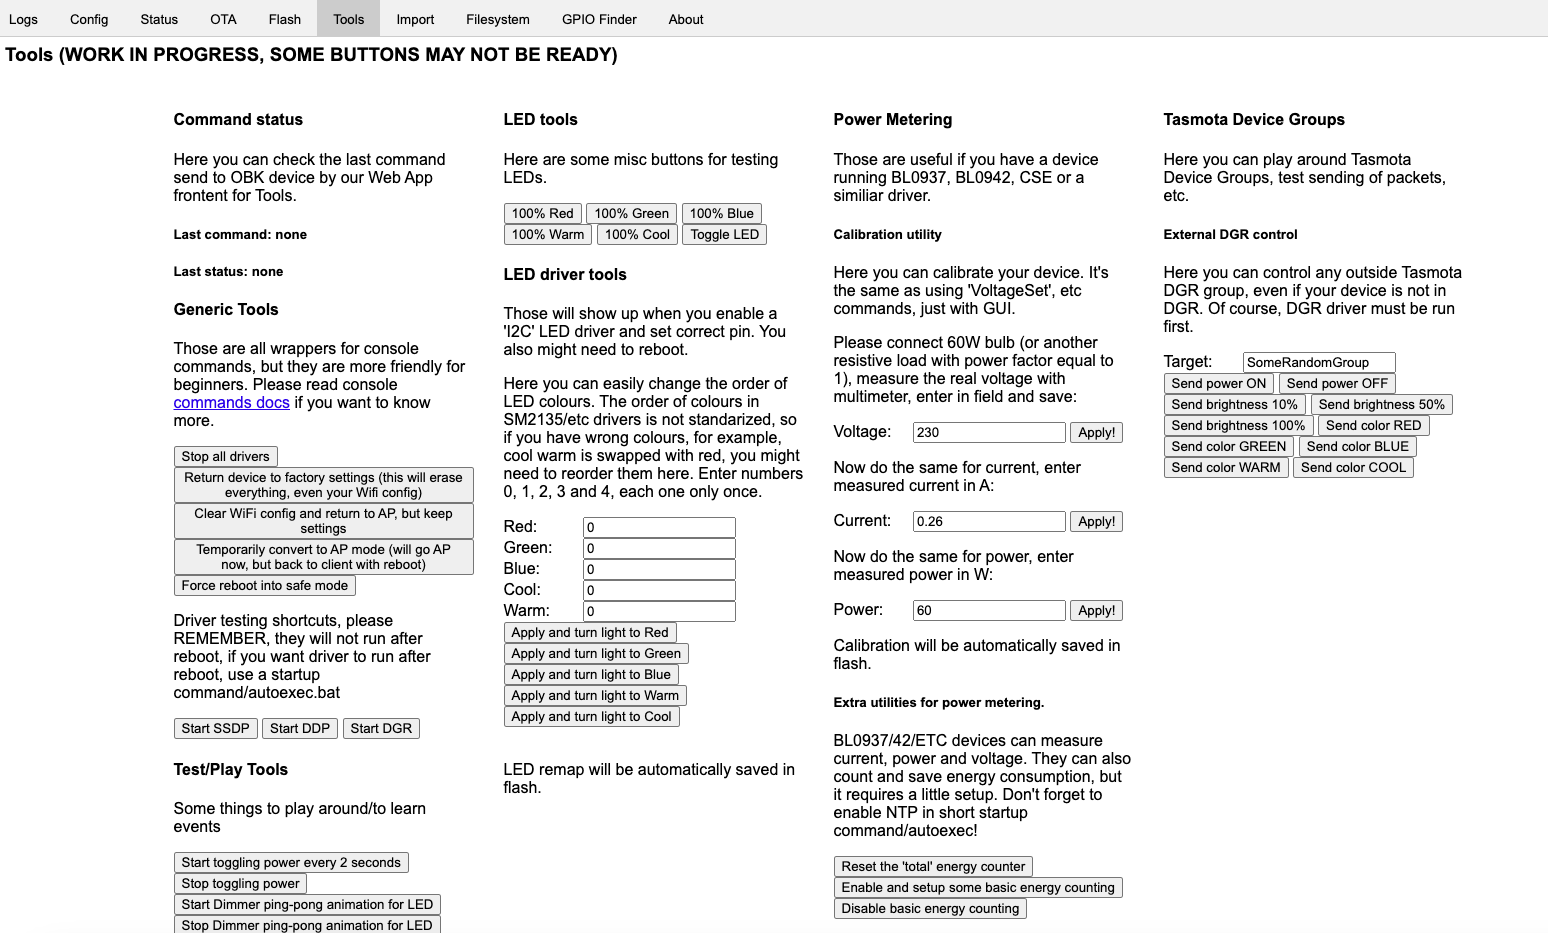 Logs Config Status OTA Flash Tools Import Filesystem GPIO Finder About
Tools (WORK IN PROGRESS, SOME BUTTONS MAY NOT BE READY)
Command status
Here you can check the last command
send to OBK device by our Web App
frontent for Tools.
Last command: none
Last status: none
Generic Tools
Those are all wrappers for console
commands, but they are more friendly for
beginners. Please read console
commands docs if you want to know
more.
Stop all drivers
Return device to factory settings (this will erase
everything, even your Wifi config)
Clear WiFi config and return to AP, but keep
settings
Temporarily convert to AP mode (will go AP
now, but back to client with reboot)
Force reboot into safe mode
Driver testing shortcuts, please
REMEMBER, they will not run after
reboot, if you want driver to run after
reboot, use a startup
command/autoexec.bat
Start SSDP Start DDP Start DGR
Test/Play Tools
Some things to play around/to learn
events
Start toggling power every 2 seconds
Stop toggling power
Start Dimmer ping-pong animation for LED
Stop Dimmer ping-pong animation for LED
LED tools
Here are some misc buttons for testing
LEDs.
100% Red 100% Green 100% Blue
100% Warm 100% Cool Toggle LED
LED driver tools
Those will show up when you enable a
'I2C' LED driver and set correct pin. You
also might need to reboot.
Here you can easily change the order of
LED colours. The order of colours in
SM2135/etc drivers is not standarized, so
if you have wrong colours, for example,
cool warm is swapped with red, you might
need to reorder them here. Enter numbers
0, 1, 2, 3 and 4, each one only once.
Red: 0
Green: 0
Blue: 0
Cool: 0
Warm: 0
Apply and turn light to Red
Apply and turn light to Green
Apply and turn light to Blue
Apply and turn light to Warm
Apply and turn light to Cool
LED remap will be automatically saved in
flash.
Power Metering
Those are useful if you have a device
running BL0937, BL0942, CSE or a
similiar driver.
Calibration utility
Here you can calibrate your device. It's
the same as using 'VoltageSet', etc
commands, just with GUI.
Please connect 60W bulb (or another
resistive load with power factor equal to
1), measure the real voltage with
multimeter, enter in field and save:
Voltage: 230 Apply!
Now do the same for current, enter
measured current in A:
Current: 0.26 Apply!
Now do the same for power, enter
measured power in W:
Power: 60 Apply!
Calibration will be automatically saved in
flash.
Extra utilities for power metering.
BL0937/42/ETC devices can measure
current, power and voltage. They can also
count and save energy consumption, but
it requires a little setup. Don't forget to
enable NTP in short startup
command/autoexec!
Reset the 'total' energy counter
Enable and setup some basic energy counting
Disable basic energy counting
Tasmota Device Groups
Here you can play around Tasmota
Device Groups, test sending of packets,
etc.
External DGR control
Here you can control any outside Tasmota
DGR group, even if your device is not in
DGR. Of course, DGR driver must be run
first.
Target: SomeRandomGroup
Send power ON Send power OFF
Send brightness 10% Send brightness 50%
Send brightness 100% Send color RED
Send color GREEN Send color BLUE
Send color WARM Send color COOL